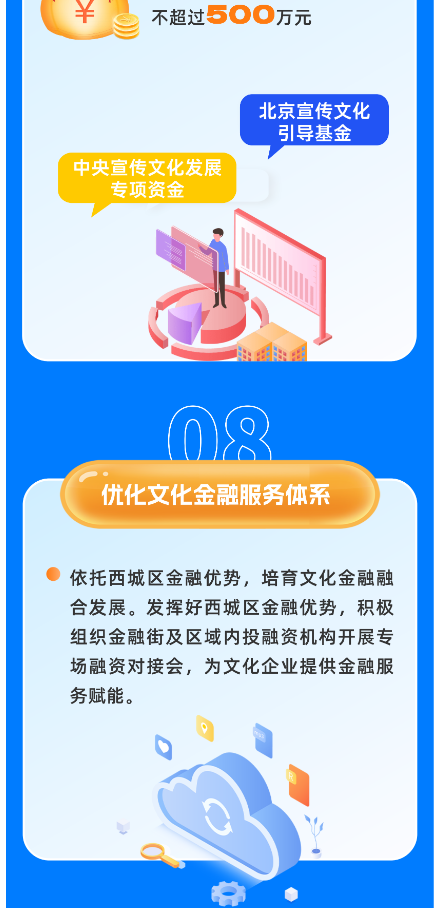 ¥
不超过500万元
北京宣传文化
引导基金
中央宣传文化发展
专项资金
08
优化文化金融服务体系
依托西城区金融优势，培育文化金融融
合发展。发挥好西城区金融优势，积极
组织金融街及区域内投融资机构开展专
场融资对接会，为文化企业提供金融服
务赋能。